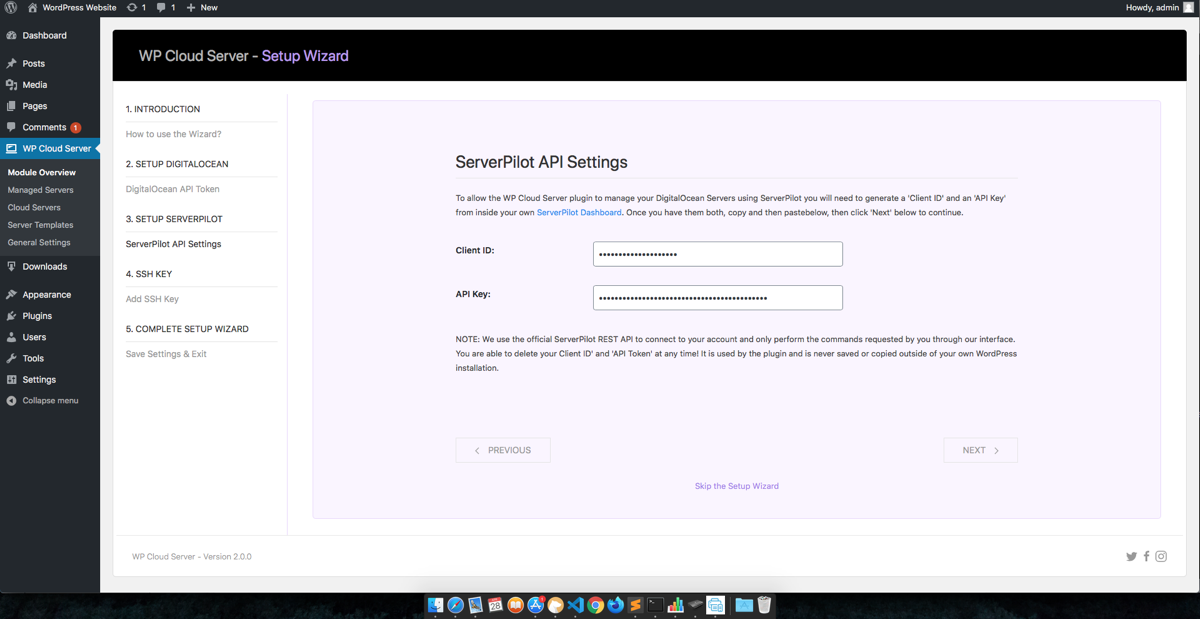 WordPress Website 1 1 New Howdy, admin
Dashboard
Posts
Media
Pages
Comments 1
WP Cloud Server
Module Overview
Managed Servers
Cloud Servers
Server Templates
General Settings
Downloads
Appearance
Plugins
Users
Tools
Settings
Collapse menu
WP Cloud Server - Setup Wizard
1. INTRODUCTION
How to use the Wizard?
2. SETUP DIGITALOCEAN
DigitalOcean API Token
3. SETUP SERVERPILOT
ServerPilot API Settings
4. SSH KEY
Add SSH Key
5. COMPLETE SETUP WIZARD
Save Settings & Exit
ServerPilot API Settings
To allow the WP Cloud Server plugin to manage your DigitalOcean Servers using ServerPilot you will need to generate a 'Client ID' and an 'API Key'
from inside your own ServerPilot Dashboard. Once you have them both, copy and then pastebelow, then click 'Next' below to continue.
Client ID:
API Key:
NOTE: We use the official ServerPilot REST API to connect to your account and only perform the commands requested by you through our interface.
You are able to delete your Client ID' and 'API Token' at any time! It is used by the plugin and is never saved or copied outside of your own WordPress
installation.
PREVIOUS
NEXT
Skip the Setup Wizard
WP Cloud Server - Version 2.0.0
28